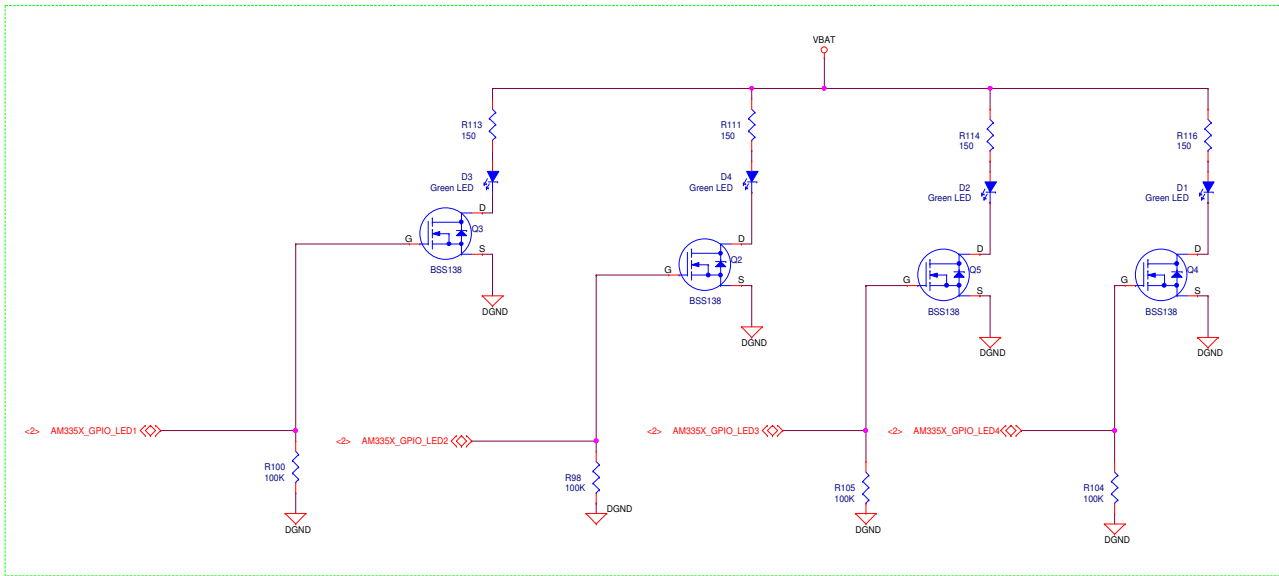 VBAT
R113
150
R111
150
R114
150
R116
150
D3
Green LED
D4
Green LED
D2
Green LED
D1
Green LED
D
G
Q3
S
BSS138
D
G
Q2
S
BSS138
D
G
Q5
S
BSS138
D
G
Q4
S
BSS138
DGND
DGND
DGND
DGND
<2> AM335X_GPIO_LED1
<2> AM335X_GPIO_LED2
<2> AM335X_GPIO_LED3
<2> AM335X_GPIO_LED4
R100
100K
R98
100K
R105
100K
R104
100K
DGND
DGND
DGND
DGND